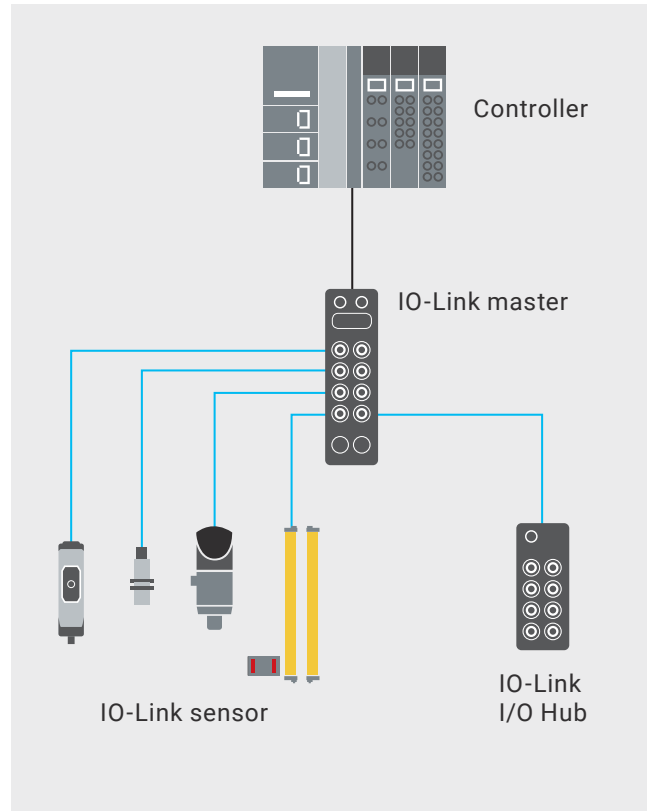 Controller
IO-Link master
IO-Link sensor
IO-Link
I/O Hub